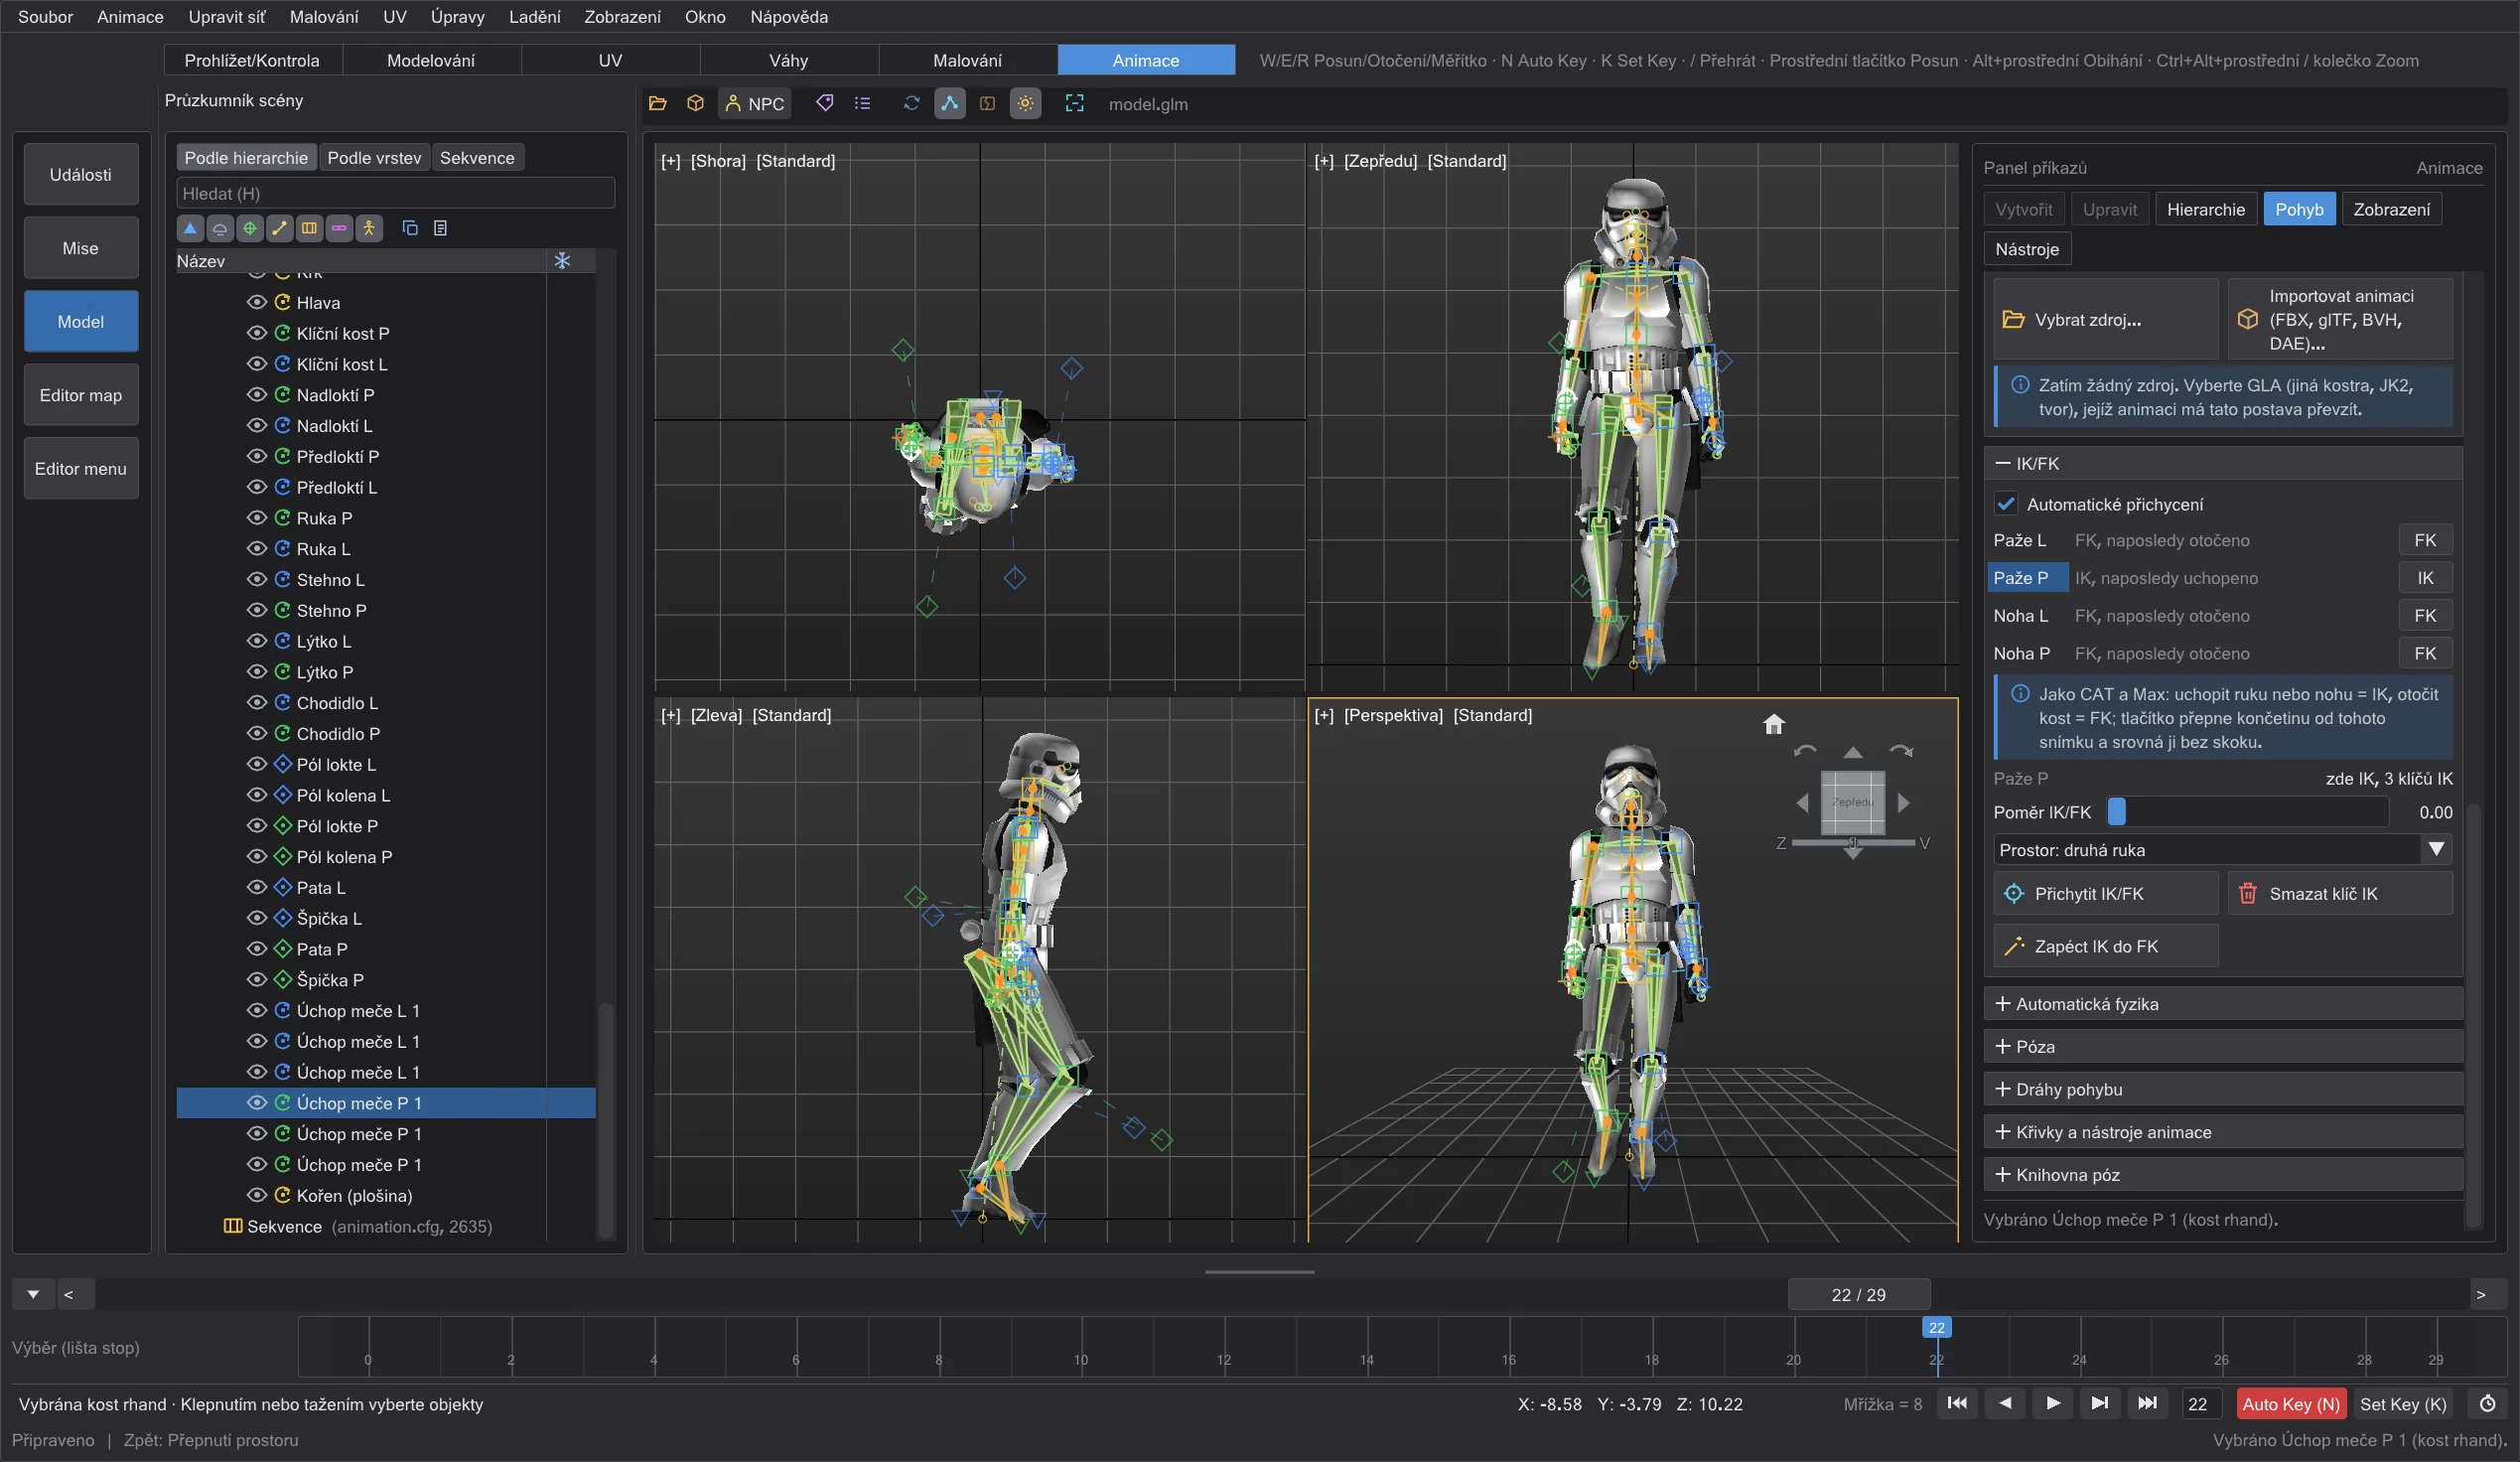 Soubor Animace Upravit síť Malování UV Úpravy Ladění Zobrazení Okno Nápověda
Prohlížet/Kontrola Modelování UV Váhy Malování Animace W/E/R Posun/Otočení/Měřítko · N Auto Key · K Set Key · / Přehrát · Prostřední tlačítko Posun · Alt+prostřední Obíhání · Ctrl+Alt+prostřední / kolečko Zoom
Průzkumník scény
NPC model.glm
Události
Mise
Model
Editor map
Editor menu
Podle hierarchie Podle vrstev Sekvence
Hledat (H)
Název
Krk
Hlava
Klíční kost P
Klíční kost L
Nadloktí P
Nadloktí L
Předloktí P
Předloktí L
Ruka P
Ruka L
Stehno L
Stehno P
Lýtko L
Lýtko P
Chodidlo L
Chodidlo P
Pól lokte L
Pól kolena L
Pól lokte P
Pól kolena P
Pata L
Špička L
Pata P
Špička P
Úchop meče L 1
Úchop meče L 1
Úchop meče L 1
Úchop meče P 1
Úchop meče P 1
Úchop meče P 1
Kořen (plošina)
Sekvence (animation.cfg, 2635)
[+] [Shora] [Standard]
[+] [Zepředu] [Standard]
[+] [Zleva] [Standard]
[+] [Perspektiva] [Standard]
Zepředu
Z J V
Panel příkazů Animace
Vytvořit Upravit Hierarchie Pohyb Zobrazení
Nástroje
Vybrat zdroj...
Importovat animaci
(FBX, glTF, BVH,
DAE)...
Zatím žádný zdroj. Vyberte GLA (jiná kostra, JK2,
tvor), jejíž animaci má tato postava převzít.
— IK/FK
Automatické přichycení
Paže L FK, naposledy otočeno FK
Paže P IK, naposledy uchopeno IK
Noha L FK, naposledy otočeno FK
Noha P FK, naposledy otočeno FK
Jako CAT a Max: uchopit ruku nebo nohu = IK, otočit
kost = FK; tlačítko přepne končetinu od tohoto
snímku a srovná ji bez skoku.
Paže P zde IK, 3 klíčů IK
Poměr IK/FK 0.00
Prostor: druhá ruka
Přichytit IK/FK Smazat klíč IK
Zapéct IK do FK
+ Automatická fyzika
+ Póza
+ Dráhy pohybu
+ Křivky a nástroje animace
+ Knihovna póz
Vybráno Úchop meče P 1 (kost rhand).
< 22 / 29 >
Výběr (lišta stop)
22
0 2 4 6 8 10 12 14 16 18 20 22 24 26 28 29
Vybrána kost rhand · Klepnutím nebo tažením vyberte objekty X: -8.58 Y: -3.79 Z: 10.22 Mřížka = 8 22 Auto Key (N) Set Key (K)
Připraveno | Zpět: Přepnutí prostoru Vybráno Úchop meče P 1 (kost rhand).